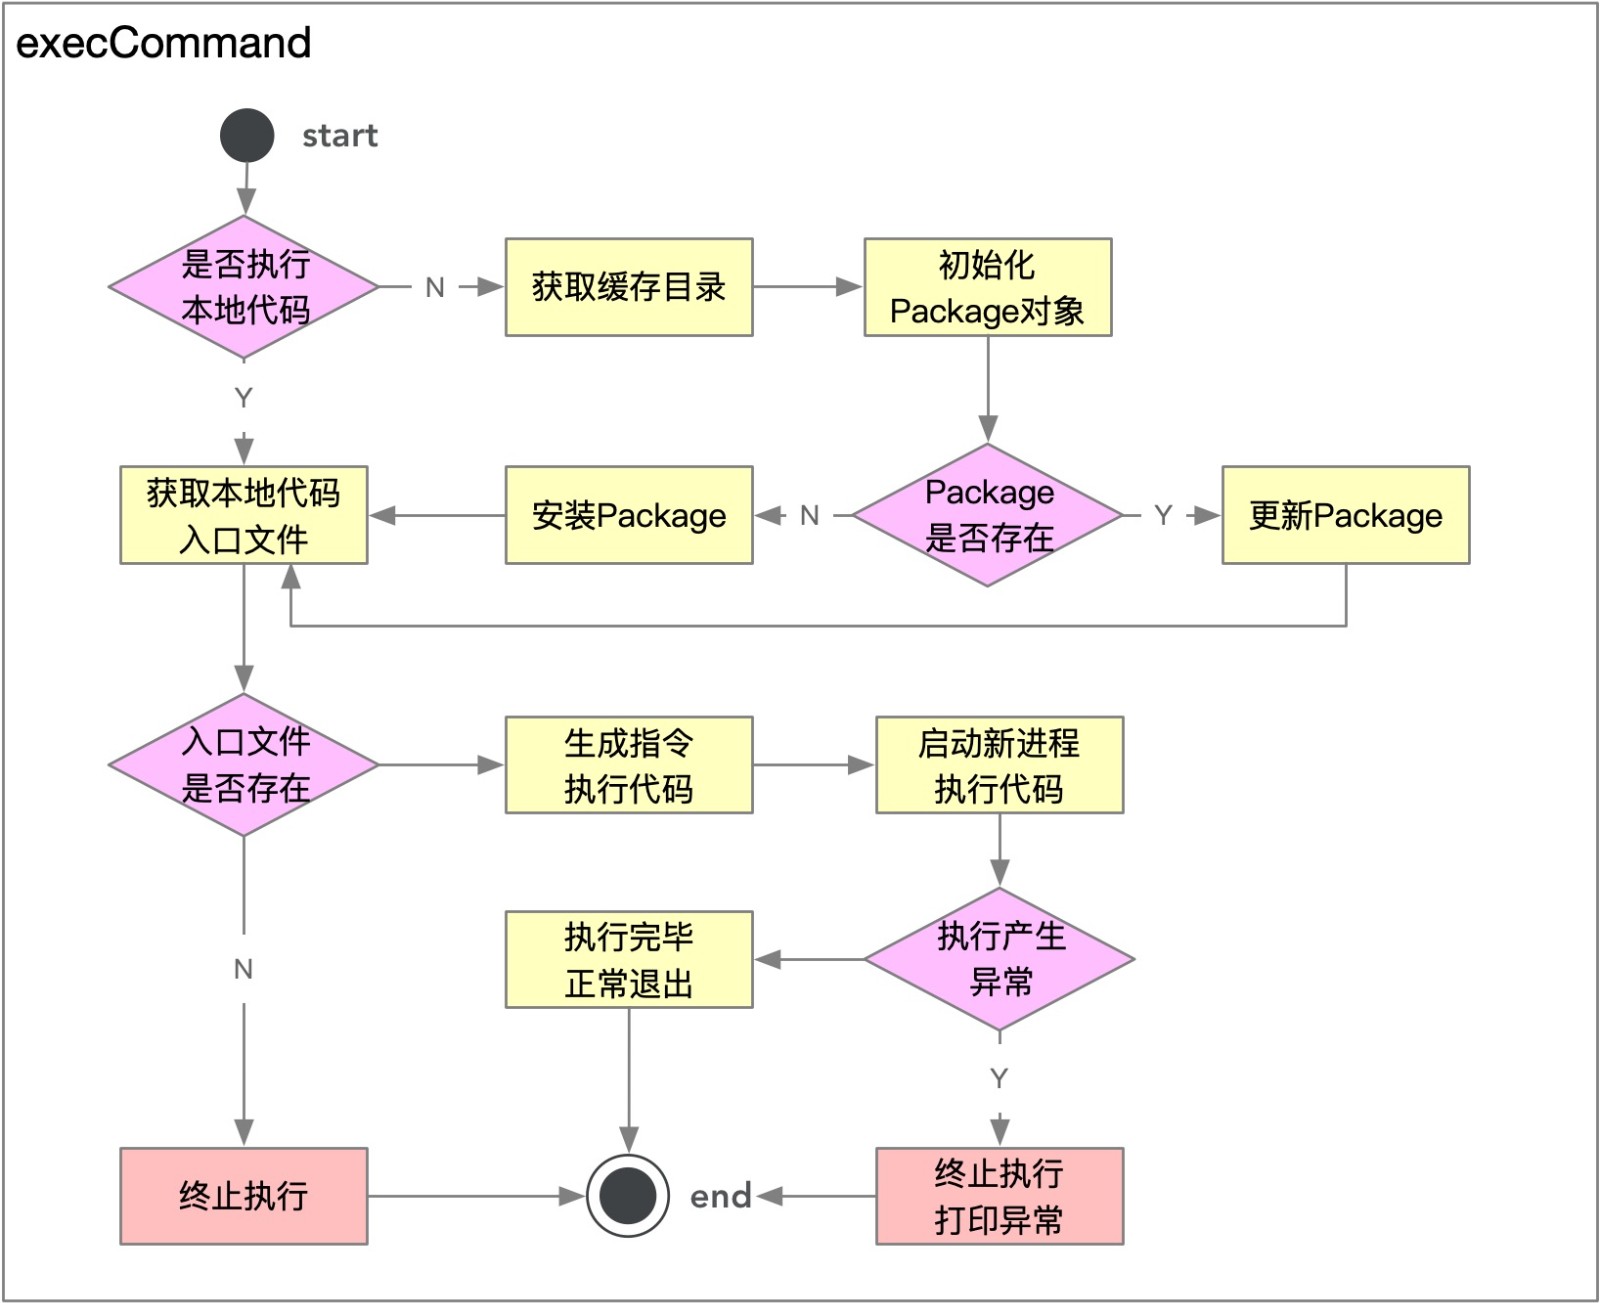 execCommand
start
是否执行
本地代码
N
获取缓存目录
初始化
Package对象
Y
获取本地代码
入口文件
安装Package
N
Package
是否存在
Y
更新Package
入口文件
是否存在
生成指令
执行代码
启动新进程
执行代码
N
执行完毕
正常退出
执行产生
异常
Y
终止执行
end
终止执行
打印异常